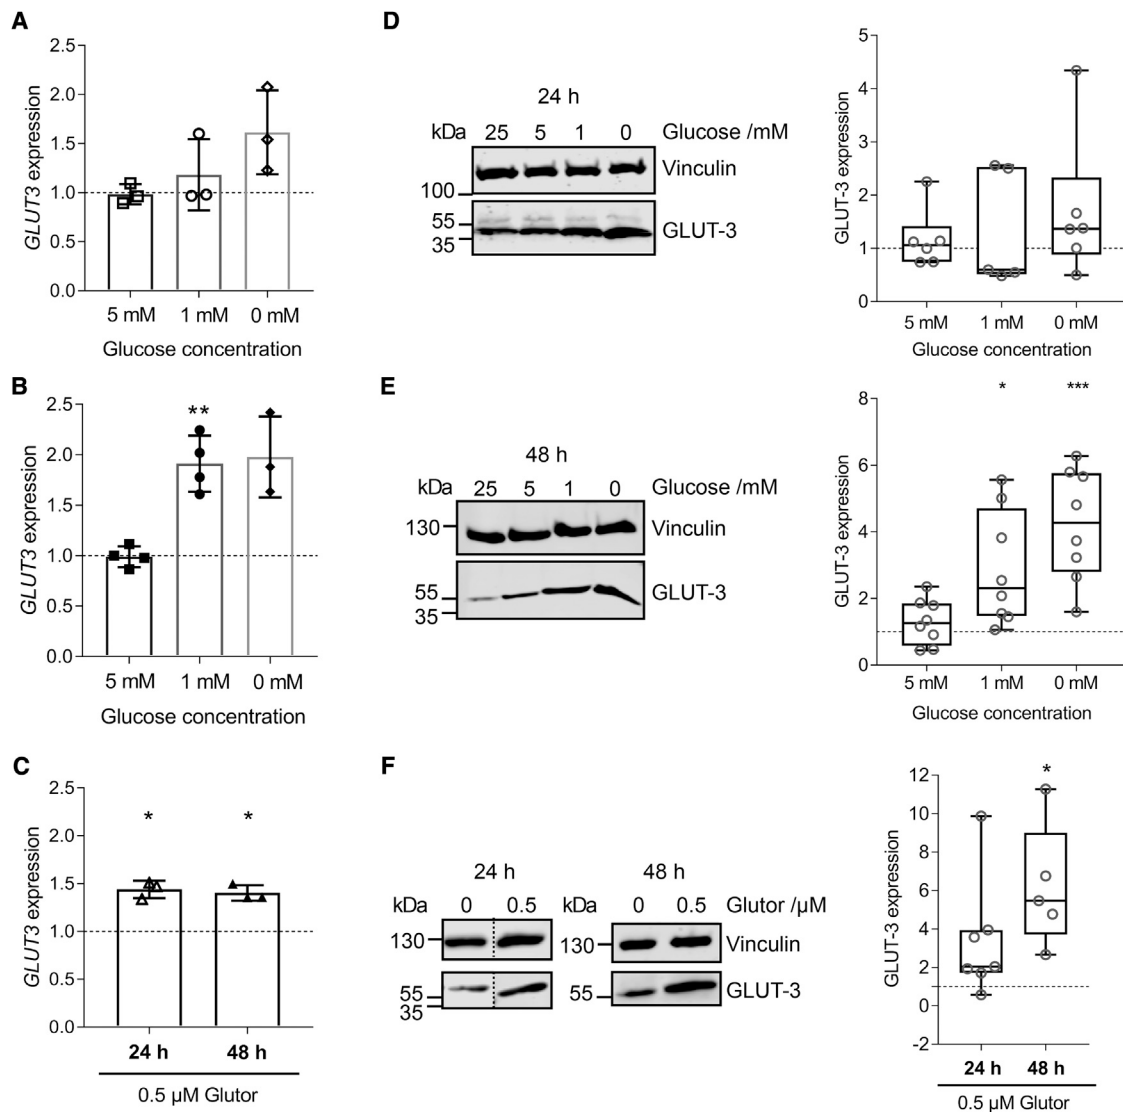 A
2.5
2.0
1.5
1.0
0.5
0.0
GLUT3 expression
5 mM 1 mM 0 mM
Glucose concentration
D
24 h
kDa 25 5 1 0 Glucose /mM
Vinculin
100
55
35
GLUT-3
5
4
3
2
1
0
GLUT-3 expression
5 mM 1 mM 0 mM
Glucose concentration
B
2.5
2.0
1.5
1.0
0.5
0.0
GLUT3 expression
**
5 mM 1 mM 0 mM
Glucose concentration
E
48 h
kDa 25 5 1 0 Glucose /mM
130
Vinculin
55
35
GLUT-3
* ***
8
6
4
2
0
GLUT-3 expression
5 mM 1 mM 0 mM
Glucose concentration
C
2.5
2.0
1.5
1.0
0.5
0.0
GLUT3 expression
* *
24 h 48 h
0.5 µM Glutor
F
24 h 48 h
kDa 0 0.5 kDa 0 0.5 Glutor /µM
130 130 Vinculin
55 55 GLUT-3
35
*
12
10
8
6
4
2
0
-2
GLUT-3 expression
24 h 48 h
0.5 µM Glutor